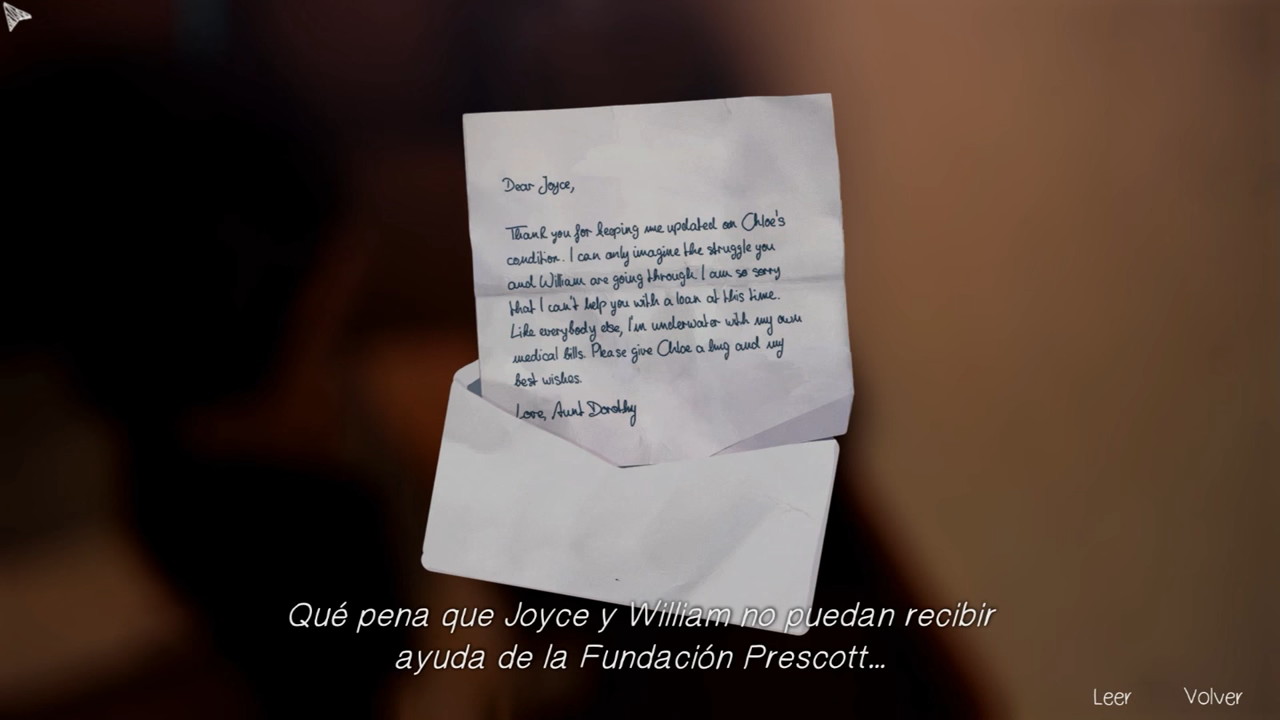 Dear Joyce,
Thank you for keeping me updated on Chloe's
condition. I can only imagine the struggle you
and William are going through. I am so sorry
that I can't help you with a loan at this time.
Like everybody else, I'm underwater with my own
medical bills. Please give Chloe a hug and my
best wishes.
Love, Aunt Dorothy
Qué pena que Joyce y William no puedan recibir
ayuda de la Fundación Prescott...
Leer Volver